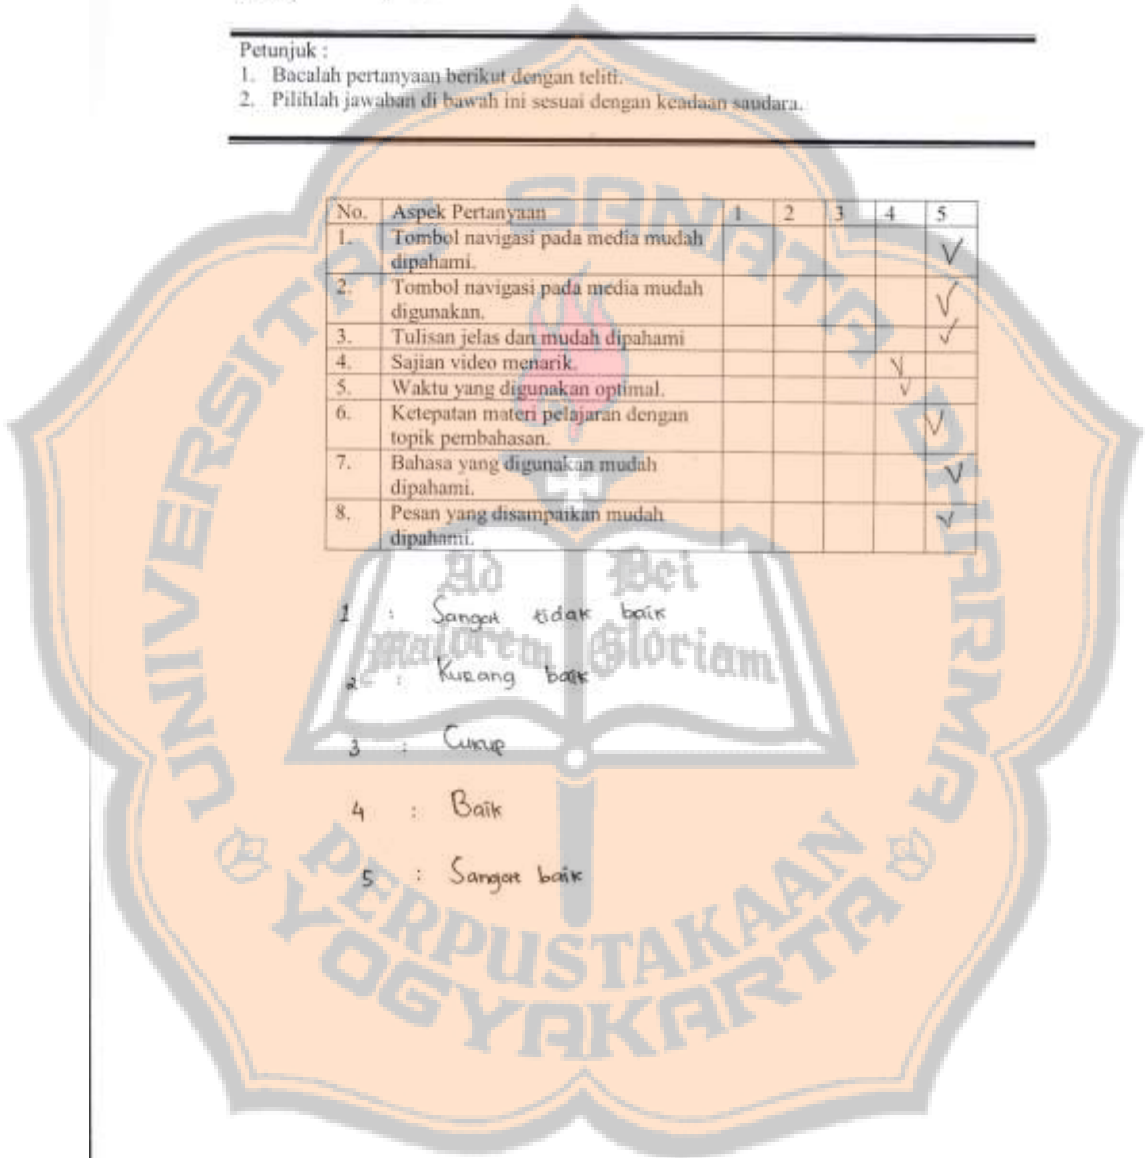 Petunjuk :
1. Bacalah pertanyaan berikut dengan teliti.
2. Pilihlah jawaban di bawah ini sesuai dengan keadaan saudara.
No. Aspek Pertanyaan 1 2 3 4 5
1. Tombol navigasi pada media mudah
dipahami. √
2. Tombol navigasi pada media mudah
digunakan. √
3. Tulisan jelas dan mudah dipahami √
4. Sajian video menarik. √
5. Waktu yang digunakan optimal. √
6. Ketepatan materi pelajaran dengan
topik pembahasan. √
7. Bahasa yang digunakan mudah
dipahami. √
8. Pesan yang disampaikan mudah
dipahami. √
1 : Sangat tidak baik
2 : Kurang baik
3 : Cukup
4 : Baik
5 : Sangat baik
UNIVERSITAS SANATA DHARMA
Ad Dei
Maiorem Gloriam
PERPUSTAKAAN
YOGYAKARTA